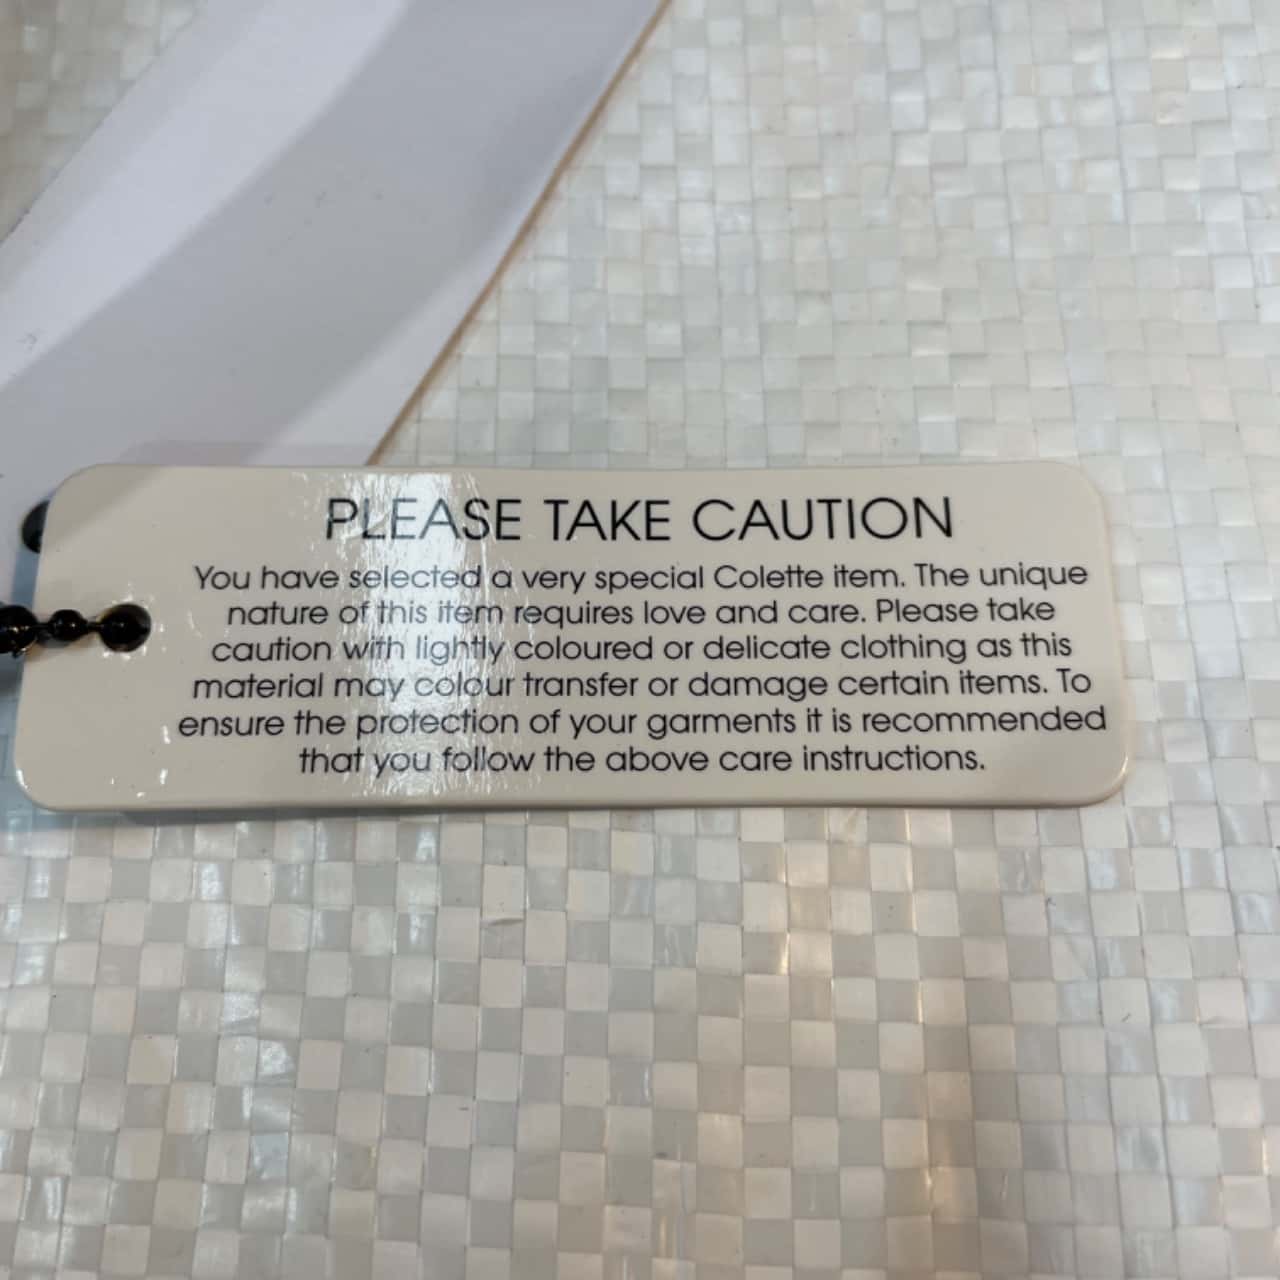 PLEASE TAKE CAUTION
You have selected a very special Colette item. The unique
nature of this item requires love and care. Please take
caution with lightly coloured or delicate clothing as this
material may colour transfer or damage certain items. To
ensure the protection of your garments it is recommended
that you follow the above care instructions.